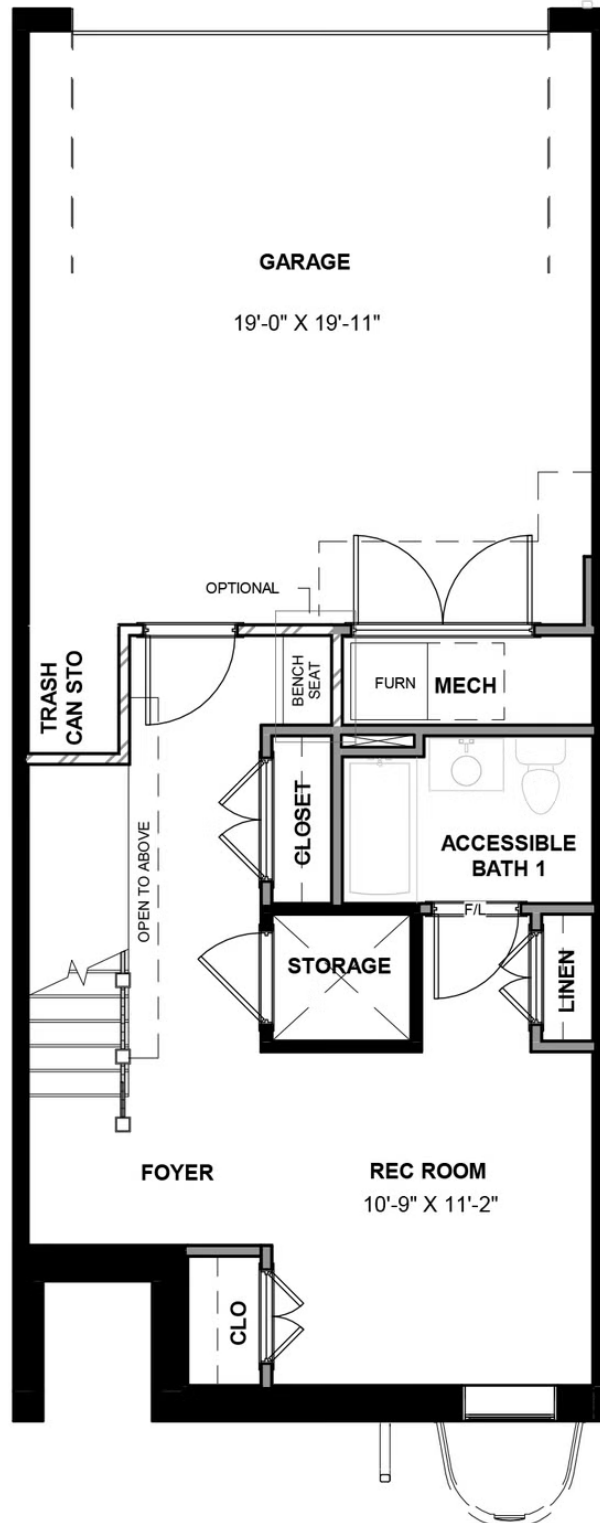 GARAGE
19'-0" X 19'-11"
OPTIONAL
TRASH
CAN STO
BENCH
SEAT
FURN
MECH
CLOSET
OPEN TO ABOVE
ACCESSIBLE
BATH 1
F/L
STORAGE
LINEN
FOYER
REC ROOM
10'-9" X 11'-2"
CLO